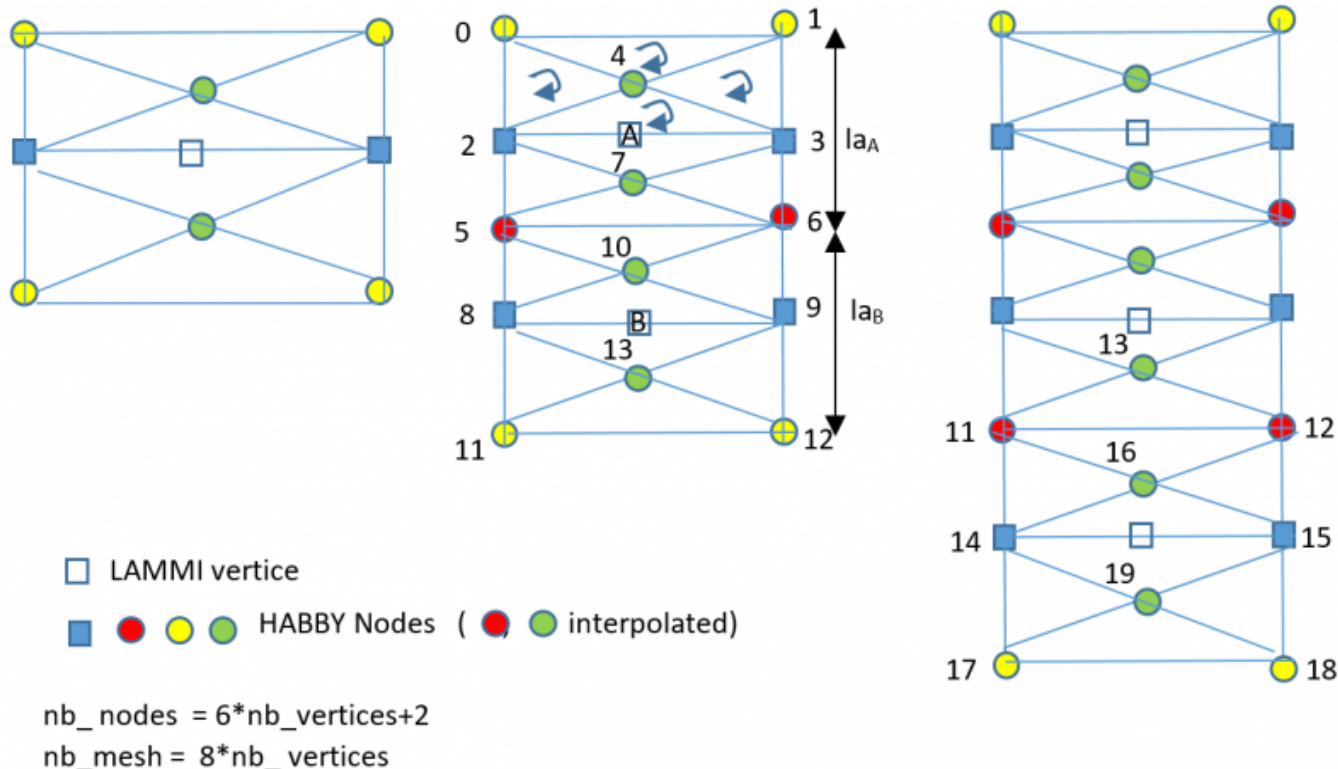 0
1
4
A
2
3
la_A
7
5
6
10
8
9
la_B
B
13
11
12
13
11
12
16
14
15
19
17
18
LAMMI vertice
HABBY Nodes ( , interpolated)
nb_ nodes = 6*nb_vertices+2
nb_mesh = 8*nb_ vertices